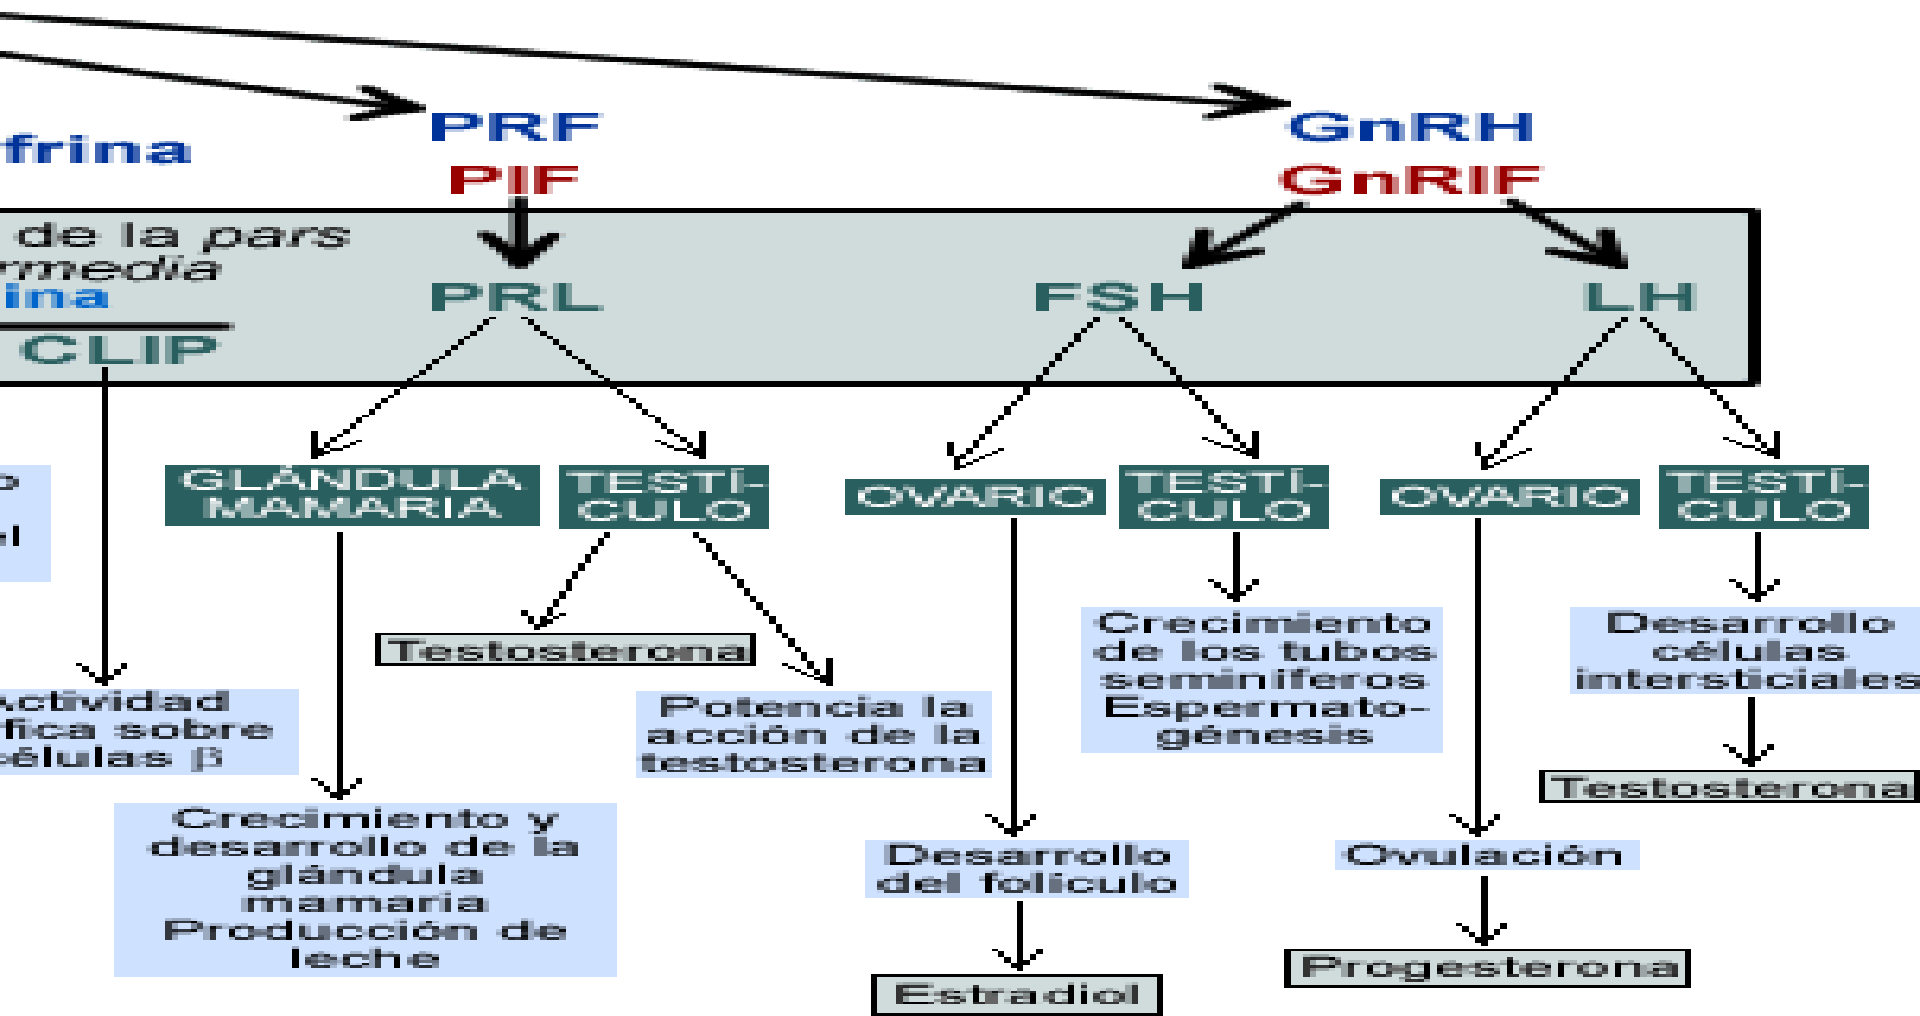 PRF
GnRH
frina
PIF
GnRIF
de la pars
rmedia
ina
PRL
FSH
LH
CLIP
GLÁNDULA
MAMARIA
TESTÍ-
CULO
OVARIO
TESTÍ-
CULO
OVARIO
TESTÍ-
CULO
o
el
Testosterona
Crecimiento
de los tubos
seminíferos
Espermato-
génesis
Desarrollo
células
intersticiales
Actividad
fica sobre
células β
Potencia la
acción de la
testosterona
Testosterona
Crecimiento y
desarrollo de la
glándula
mamaria
Producción de
leche
Desarrollo
del folículo
Ovulación
Estradiol
Progesterona